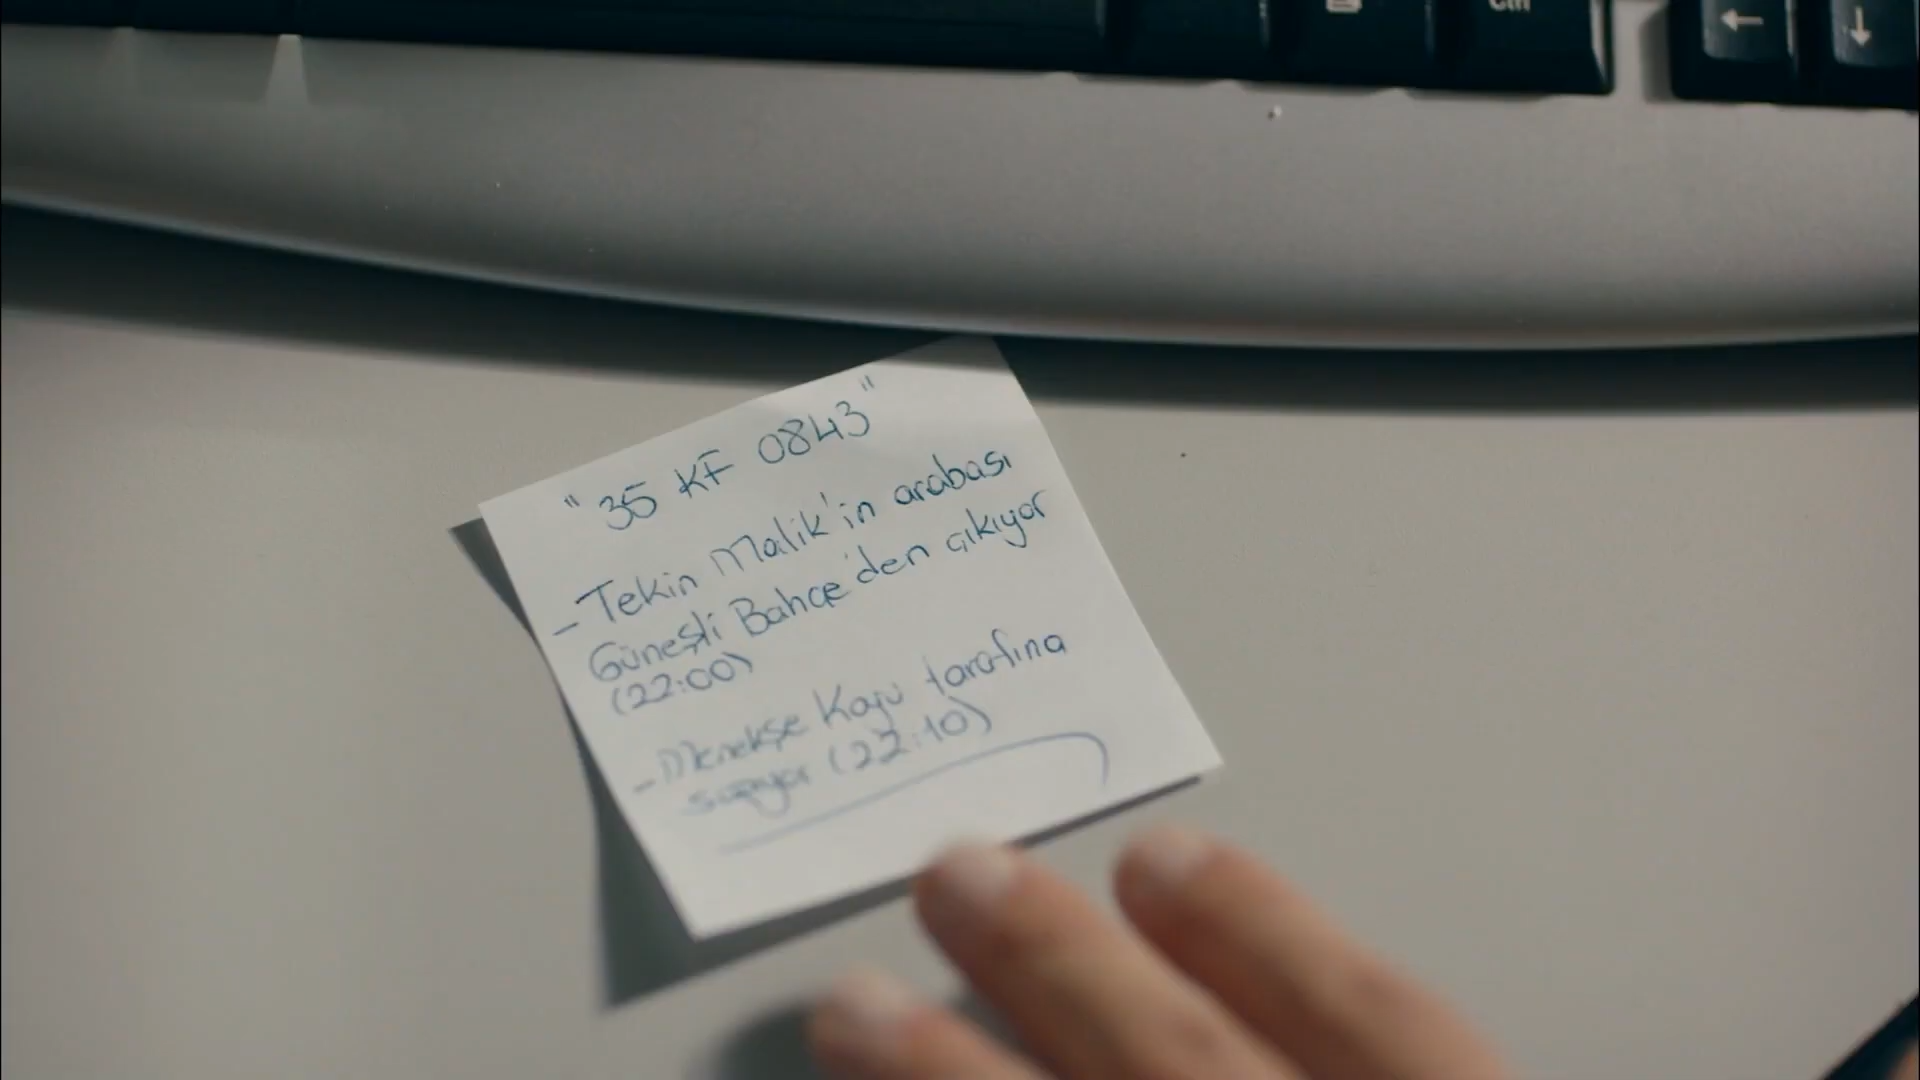 Ctrl
" 35 KF 0843 "
- Tekin Malik'in arabası
Güneşli Bahçe'den çıkıyor
(22:00)
- Menekşe Koyu tarafına
sapıyor (22:10)